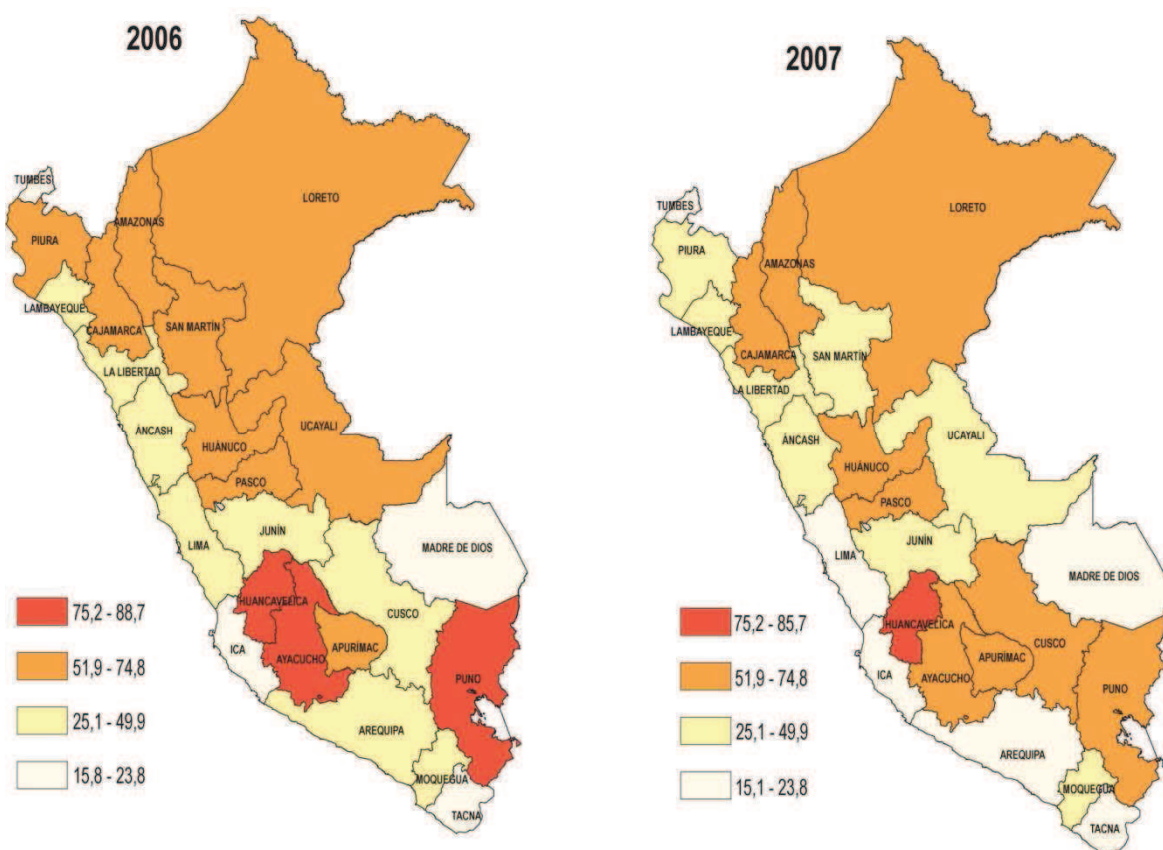 2006
TUMBES
LORETO
AMAZONAS
PIURA
LAMBAYEQUE
CAJAMARCA
SAN MARTÍN
LA LIBERTAD
ÁNCASH
UCAYALI
HUÁNUCO
PASCO
JUNÍN
LIMA
MADRE DE DIOS
HUANCAVELICA
CUSCO
ICA
APURÍMAC
AYACUCHO
PUNO
AREQUIPA
MOQUEGUA
TACNA
75,2 - 88,7
51,9 - 74,8
25,1 - 49,9
15,8 - 23,8
2007
TUMBES
LORETO
PIURA
AMAZONAS
LAMBAYEQUE
CAJAMARCA
SAN MARTÍN
LA LIBERTAD
ÁNCASH
UCAYALI
HUÁNUCO
PASCO
LIMA
JUNÍN
MADRE DE DIOS
HUANCAVELICA
CUSCO
APURÍMAC
ICA
AYACUCHO
PUNO
AREQUIPA
MOQUEGUA
TACNA
75,2 - 85,7
51,9 - 74,8
25,1 - 49,9
15,1 - 23,8